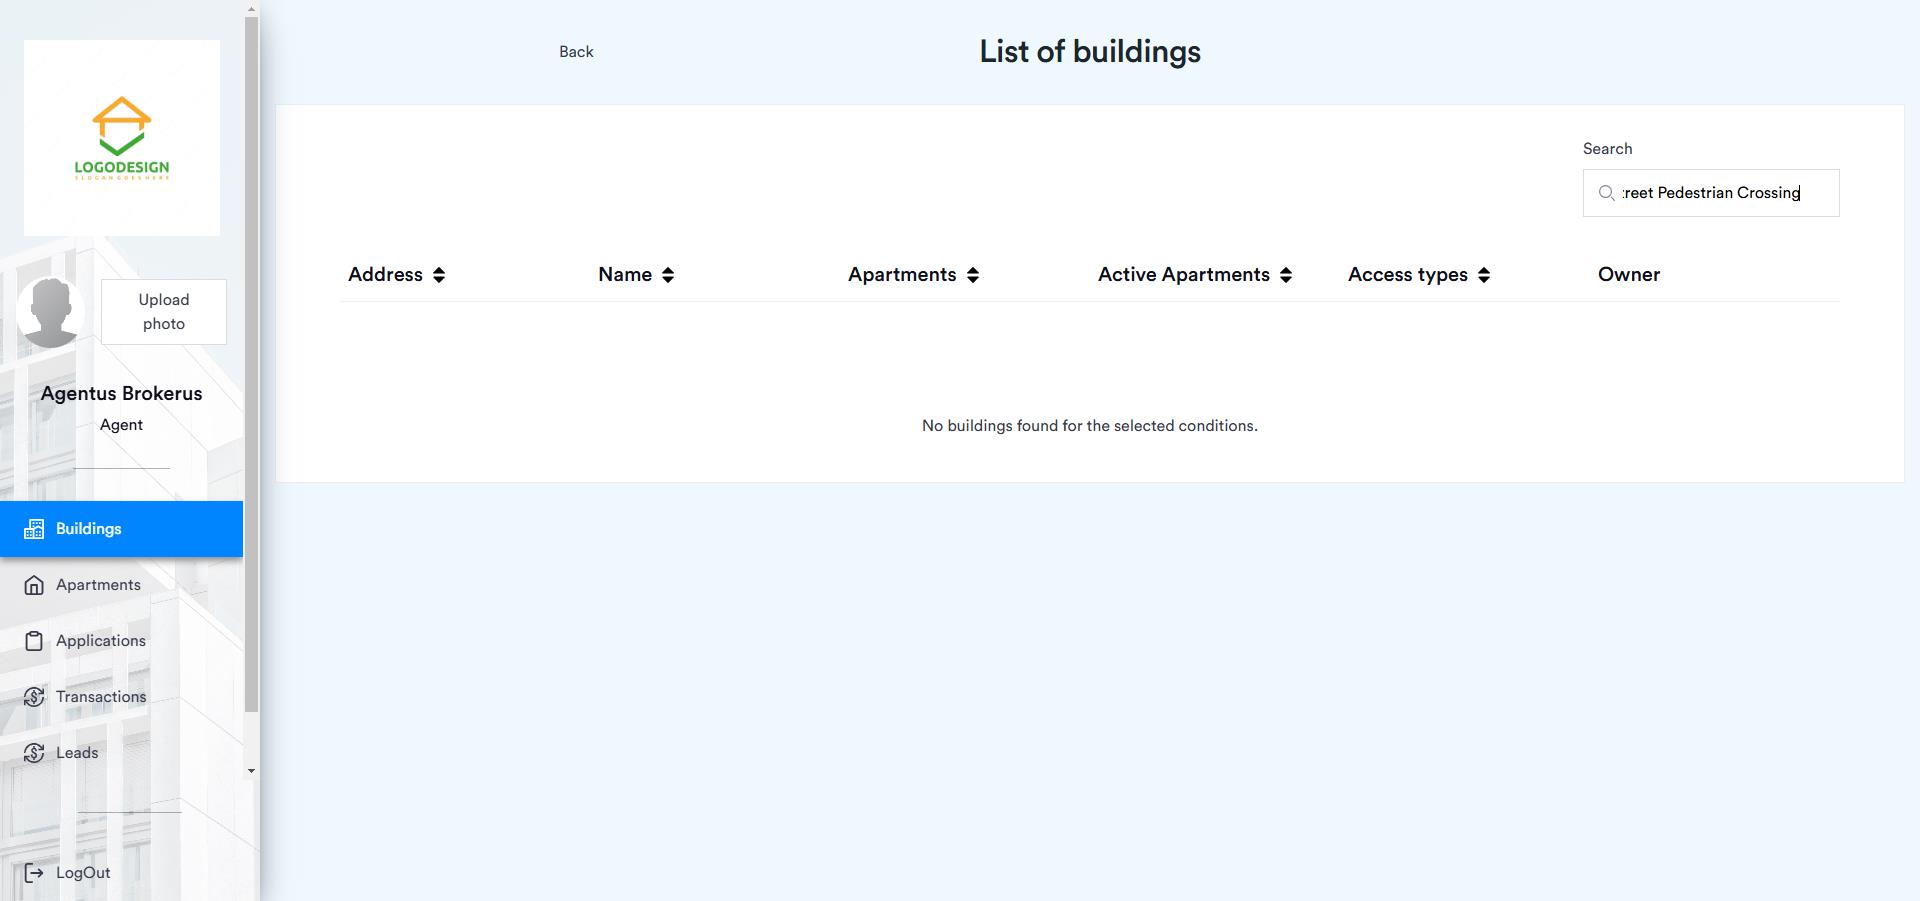 Back
List of buildings
LOGODESIGN
SLOGANGOESHERE
Search
reet Pedestrian Crossing
Address
Name
Apartments
Active Apartments
Access types
Owner
Upload
photo
Agentus Brokerus
Agent
No buildings found for the selected conditions.
Buildings
Apartments
Applications
Transactions
Leads
LogOut